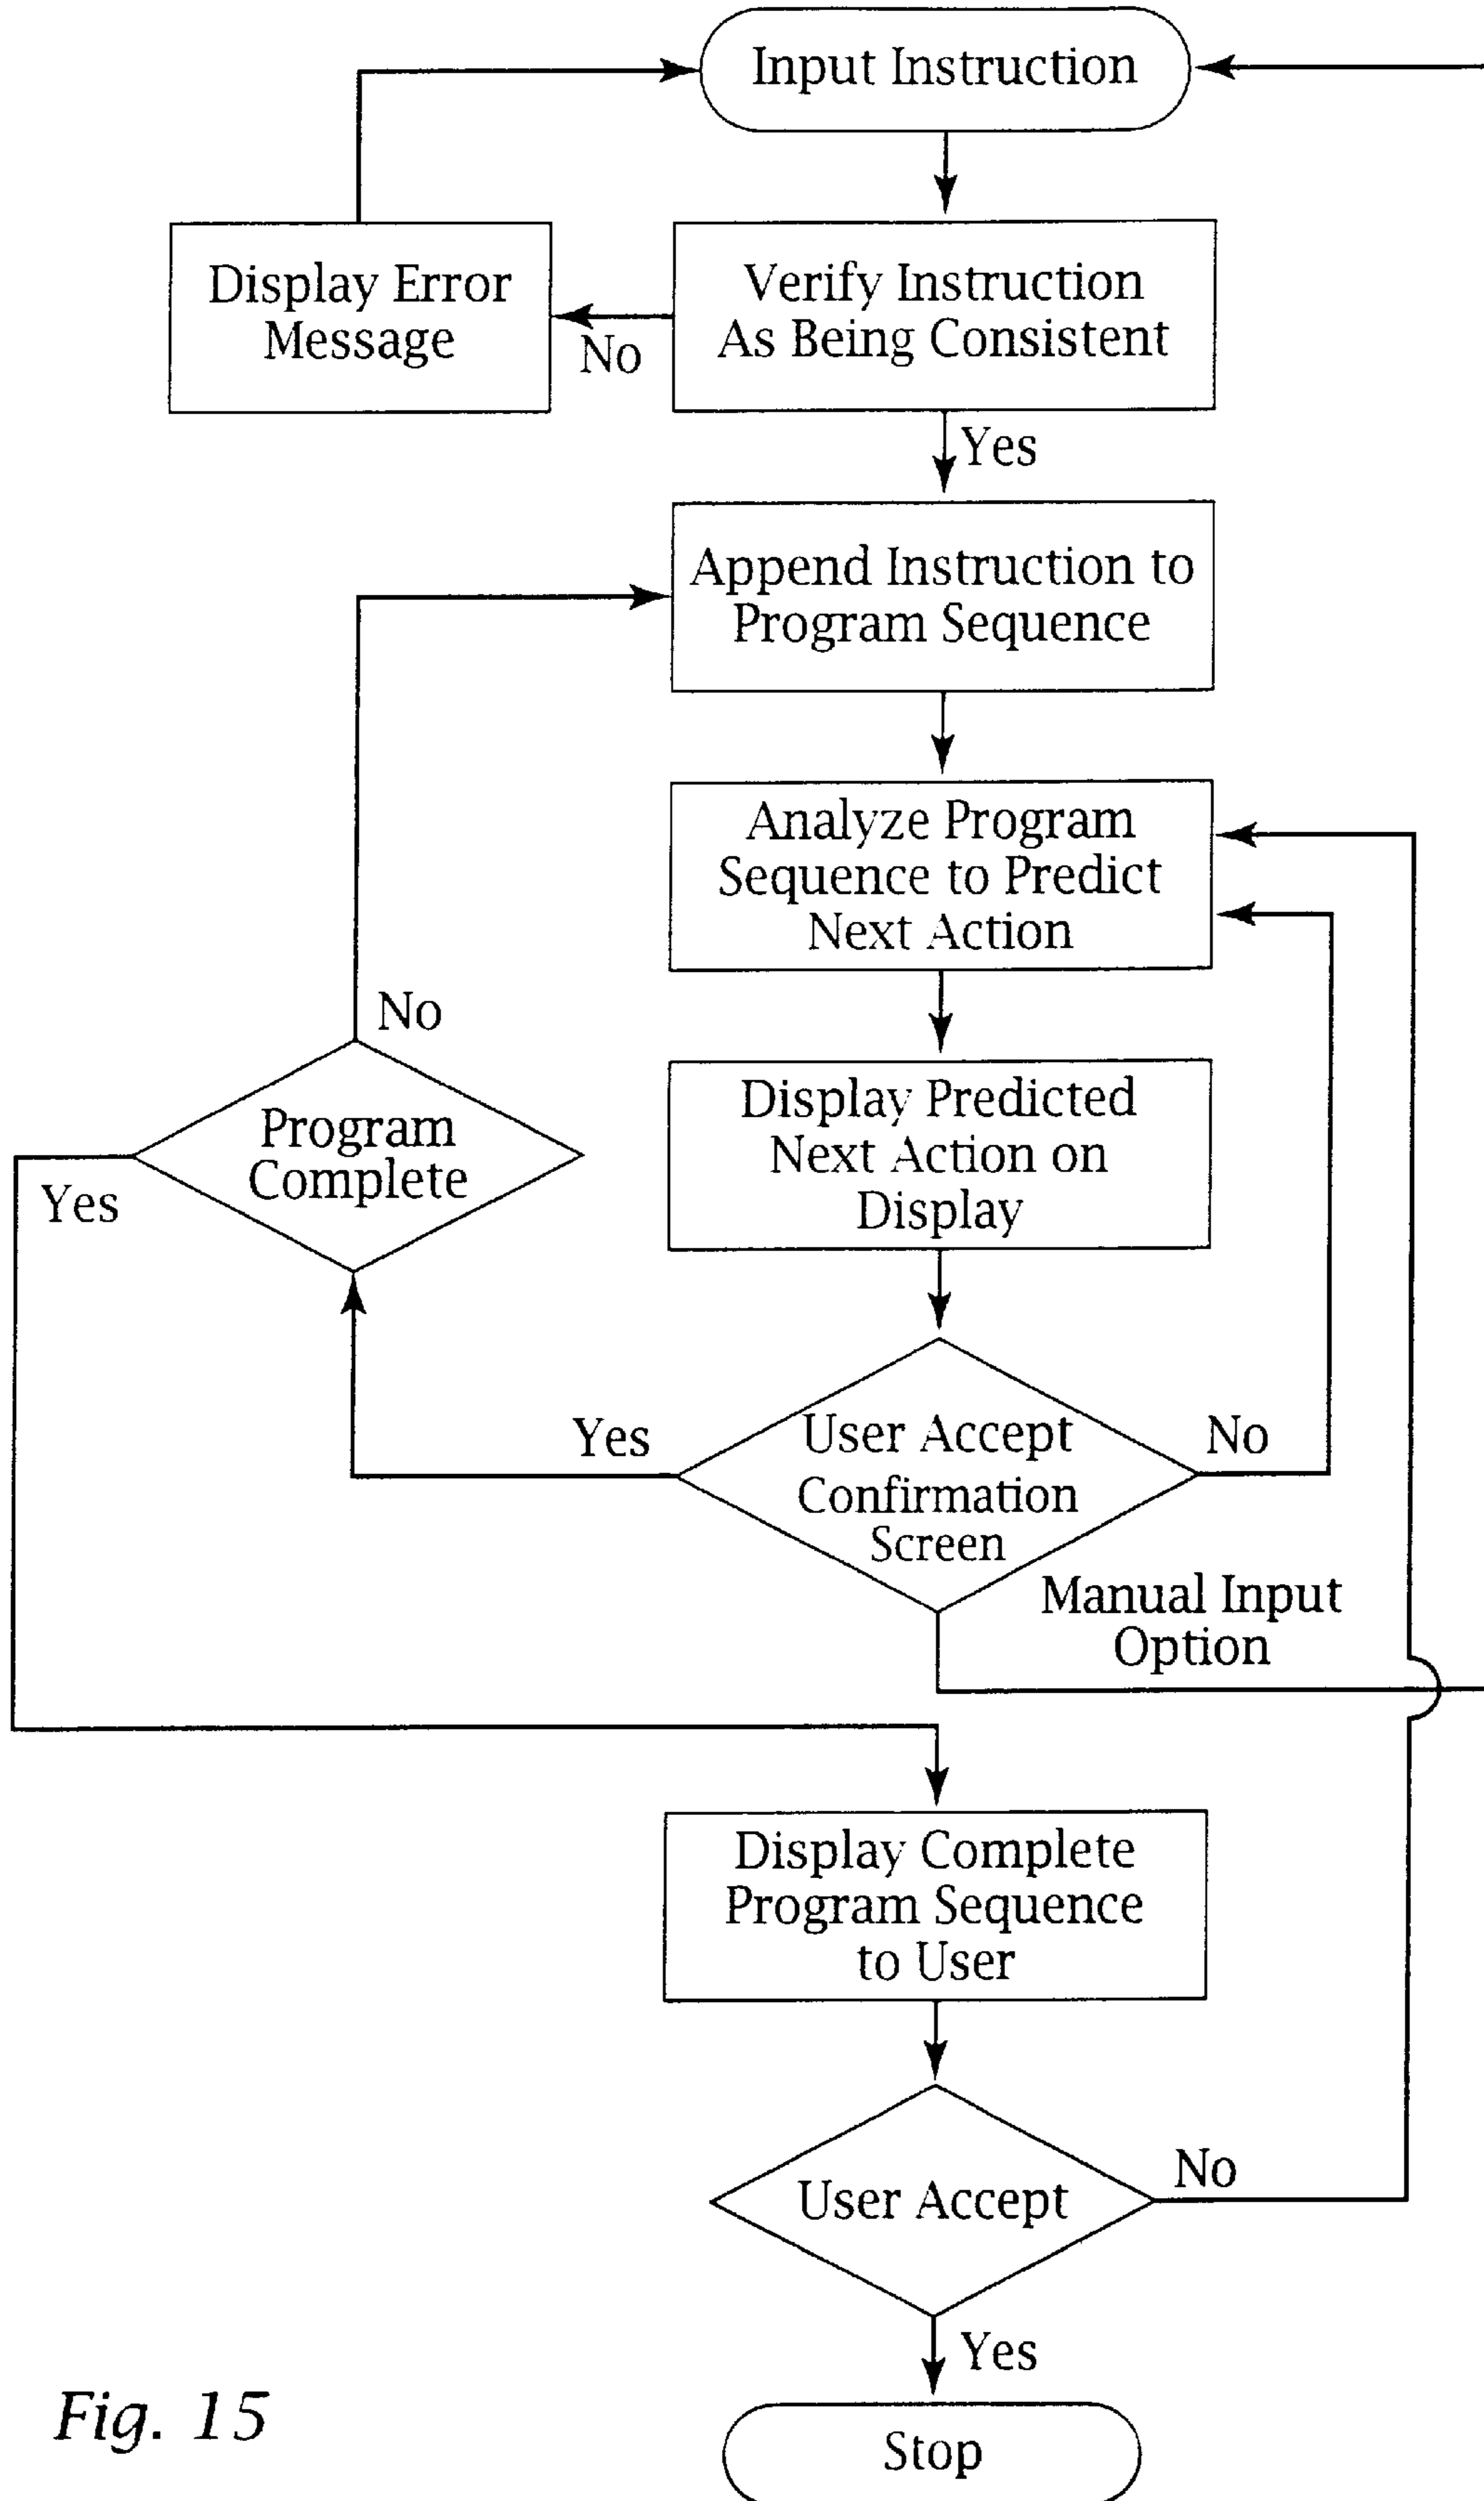 Input Instruction
Display Error
Message
No
Verify Instruction
As Being Consistent
Yes
Append Instruction to
Program Sequence
Analyze Program
Sequence to Predict
Next Action
No
Program
Complete
Yes
Display Predicted
Next Action on
Display
Yes
User Accept
Confirmation
Screen
No
Manual Input
Option
Display Complete
Program Sequence
to User
User Accept
No
Yes
Stop
Fig. 15